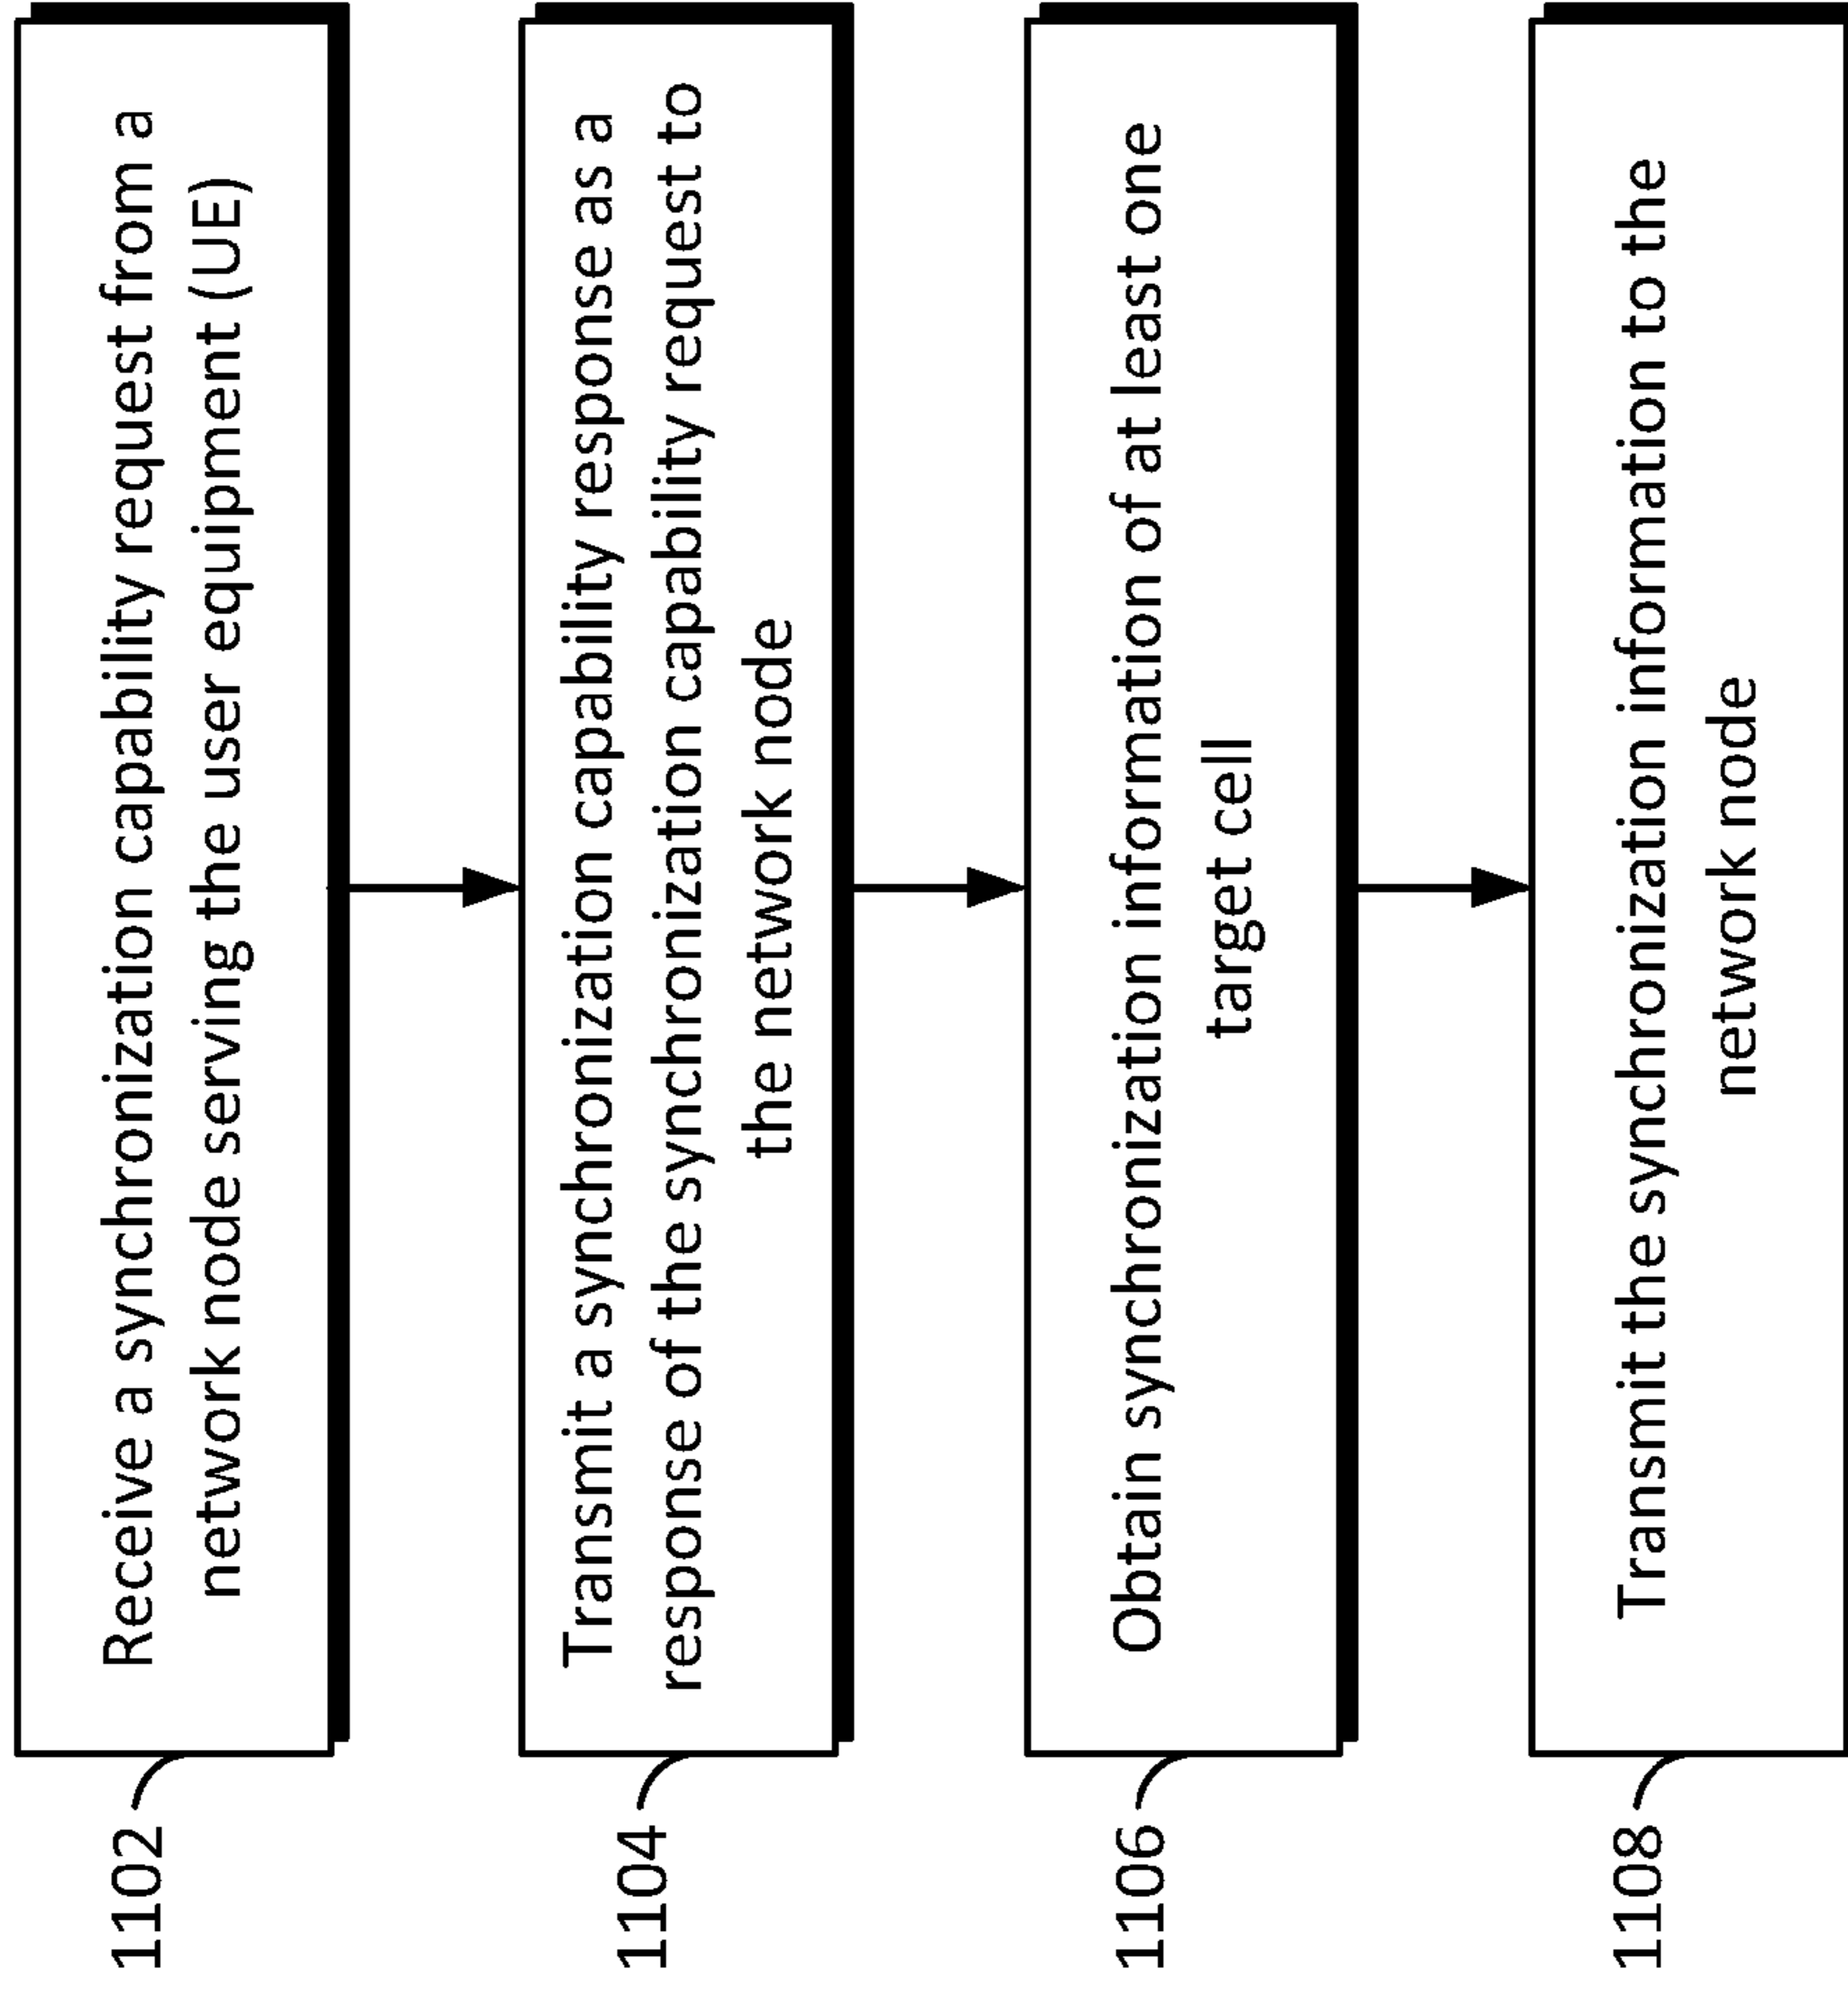 1102
Receive a synchronization capability request from a
network node serving the user equipment (UE)
1104
Transmit a synchronization capability response as a
response of the synchronization capability request to
the network node
1106
Obtain synchronization information of at least one
target cell
1108
Transmit the synchronization information to the
network node